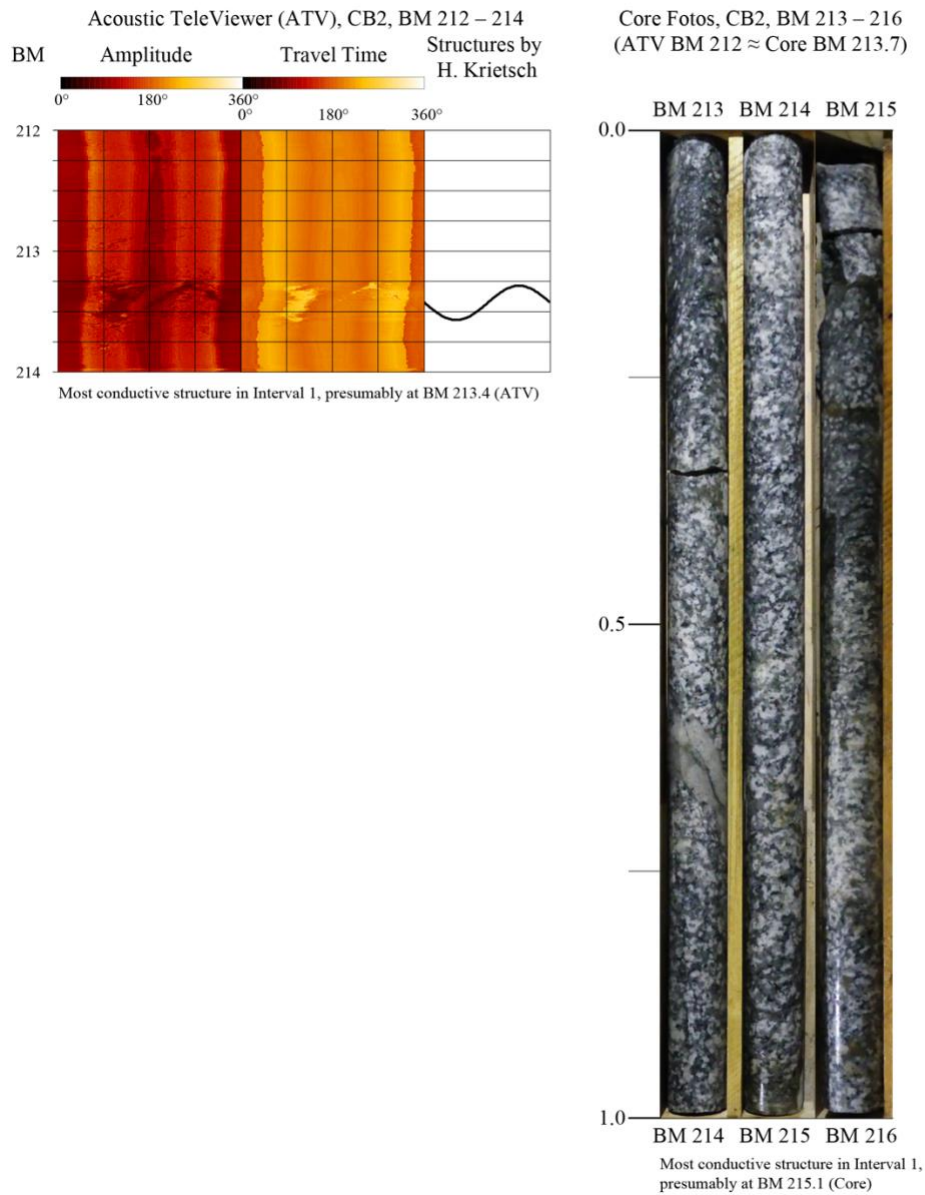 Acoustic TeleViewer (ATV), CB2, BM 212 – 214
BM
Amplitude
Travel Time
Structures by
H. Krietsch
0°
180°
360°
0°
180°
360°
212
213
214
Most conductive structure in Interval 1, presumably at BM 213.4 (ATV)
Core Fotos, CB2, BM 213 – 216
(ATV BM 212 ≈ Core BM 213.7)
BM 213 BM 214 BM 215
0.0
0.5
1.0
BM 214 BM 215 BM 216
Most conductive structure in Interval 1,
presumably at BM 215.1 (Core)